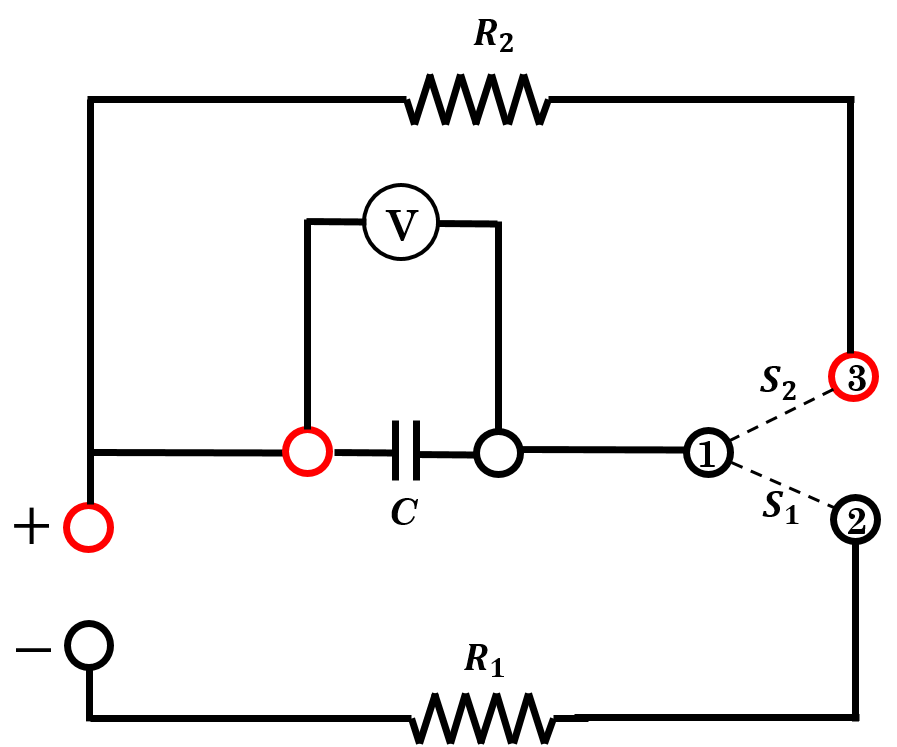 R₂
V
3
S₂
1
C
S₁
2
+
−
R₁